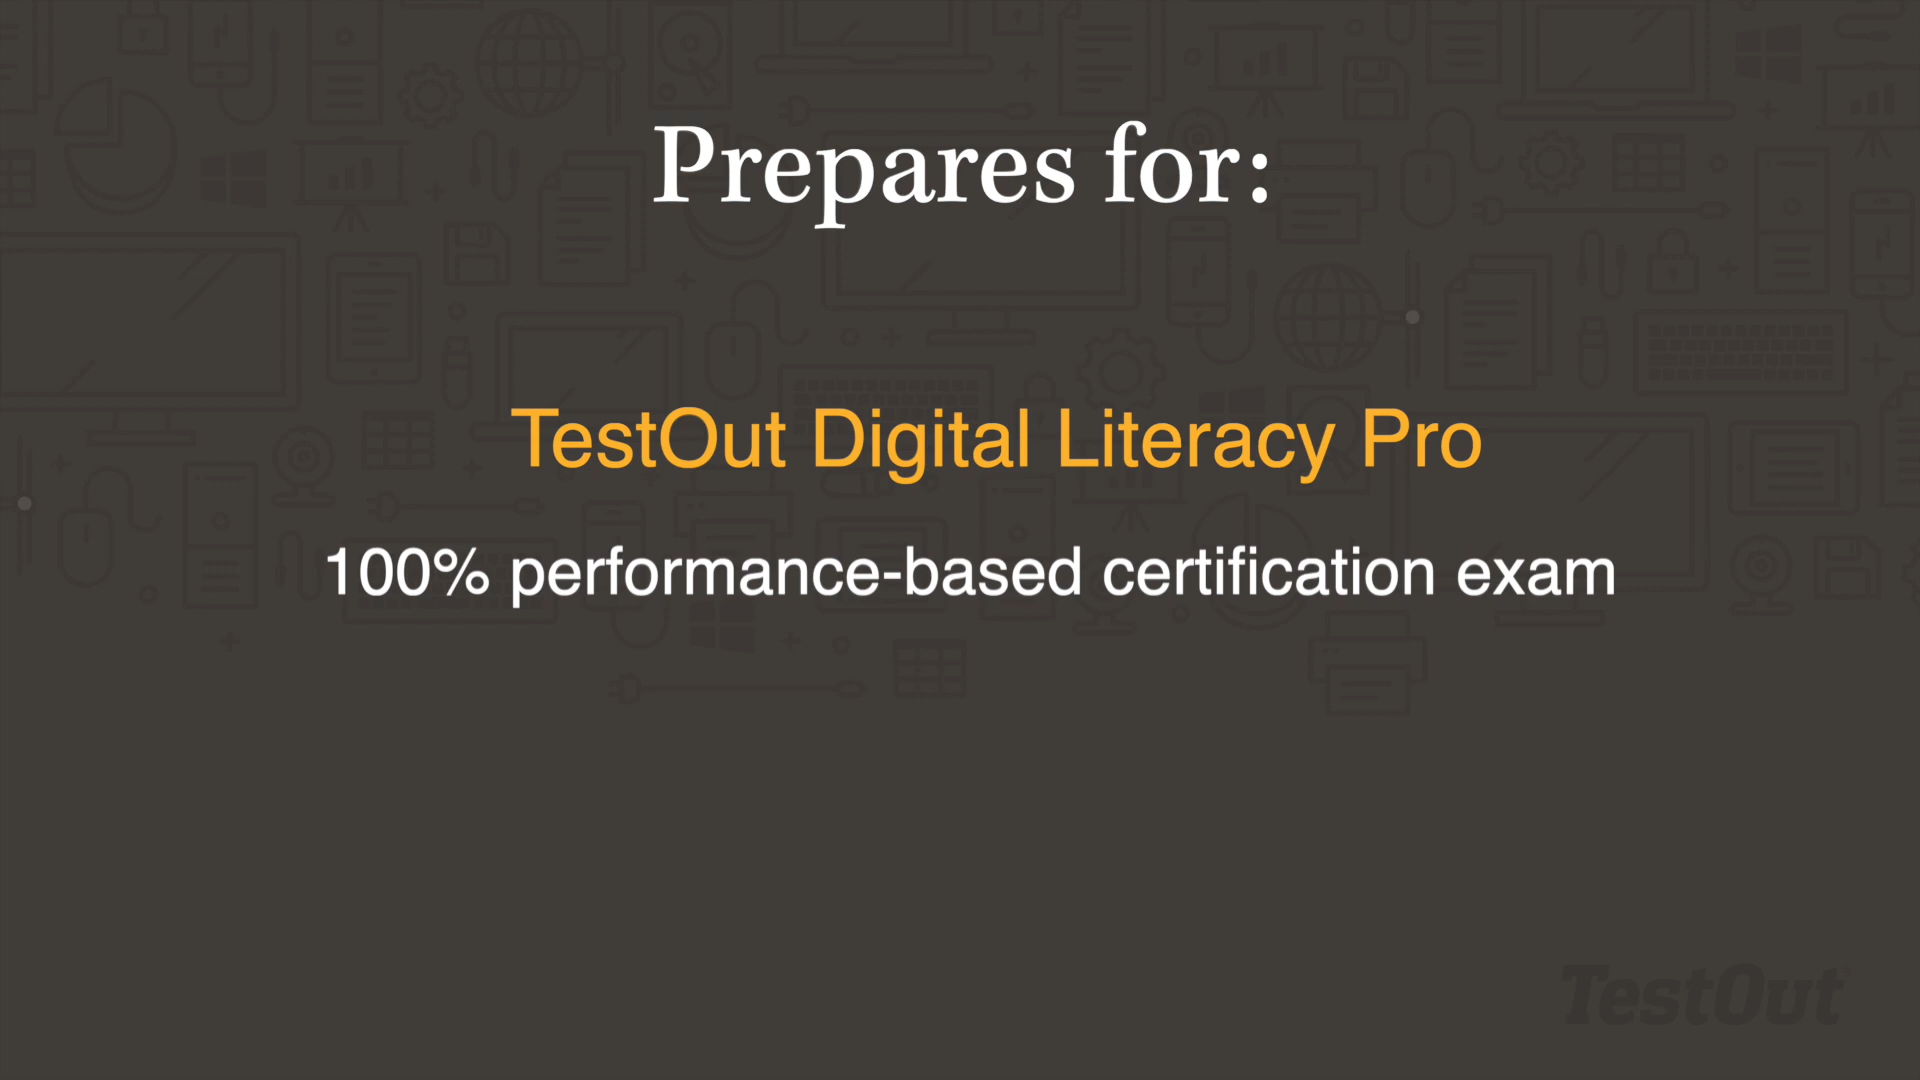 Prepares for:
TestOut Digital Literacy Pro
100% performance-based certification exam
TestOut